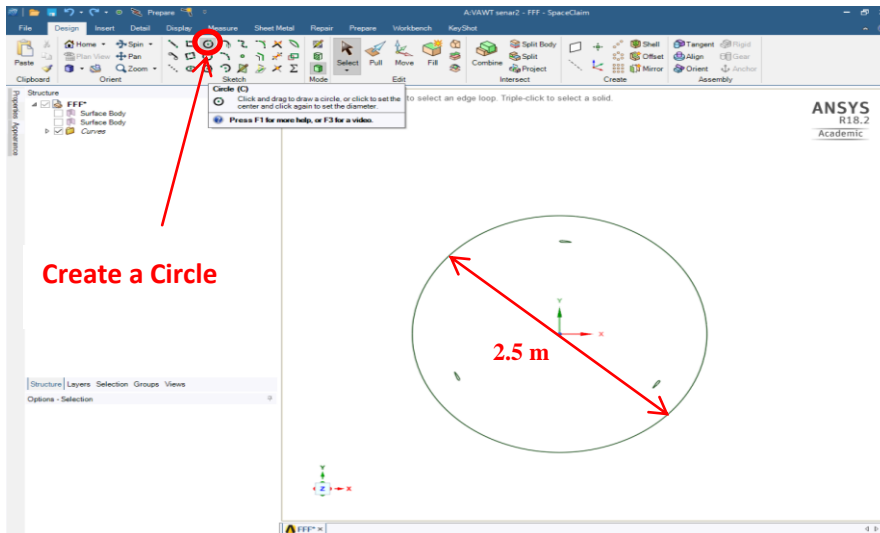 A:VAWT senar2 - FFF - SpaceClaim
Prepare
File Design Insert Detail Display Measure Sheet Metal Repair Prepare Workbench KeyShot
Paste
Home Spin
Plan View Pan
Zoom
Select Pull Move Fill
Combine
Split Body
Split
Project
Shell
Offset
Mirror
Tangent Rigid
Align Gear
Orient Anchor
Clipboard Orient Sketch Mode Edit Intersect Create Assembly
Circle (C)
Click and drag to draw a circle, or click to set the
center and click again to set the diameter.
Press F1 for more help, or F3 for a video.
to select an edge loop. Triple-click to select a solid.
Properties Appearance
Structure
FFF*
Surface Body
Surface Body
Curves
ANSYS
R18.2
Academic
Create a Circle
Y
X
2.5 m
Structure Layers Selection Groups Views
Options - Selection
Y
Z X
FFF*